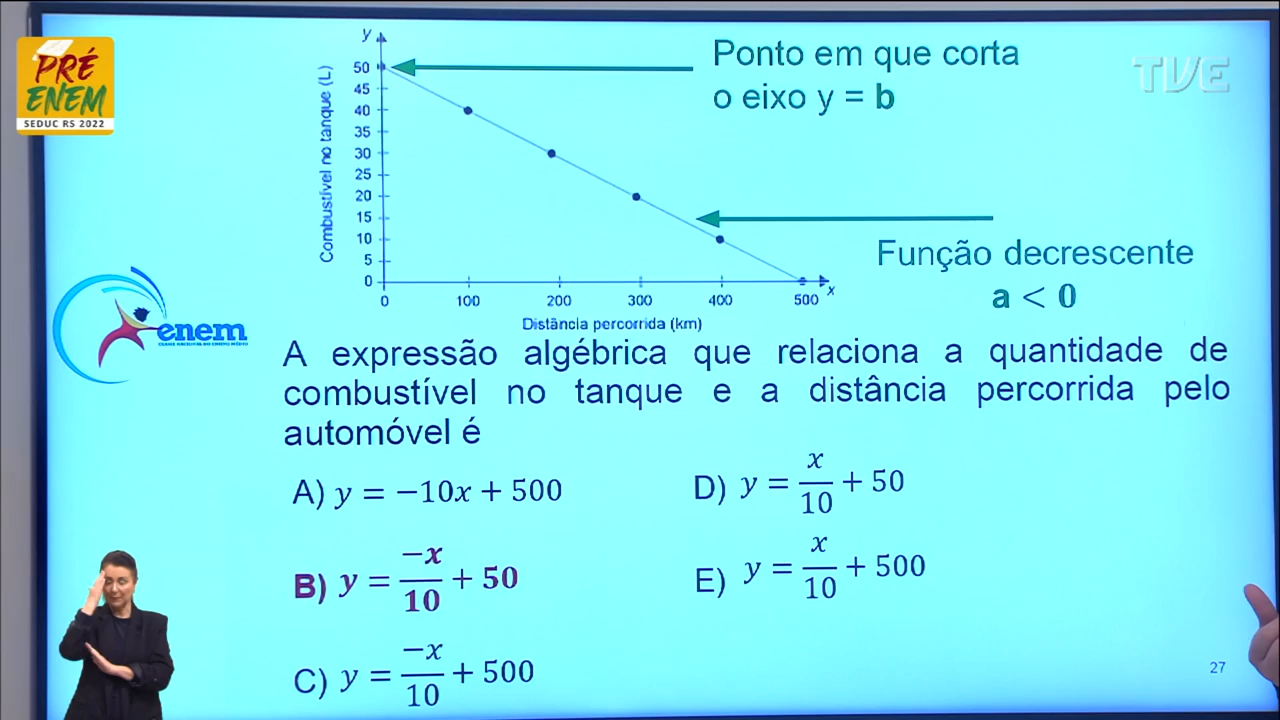 PRÉ
ENEM
SEDUC RS 2022
TVE
Ponto em que corta
o eixo y = b
y
Combustível no tanque (L)
50
45
40
35
30
25
20
15
10
5
0
0 100 200 300 400 500 x
Distância percorrida (km)
Função decrescente
a < 0
enem
A expressão algébrica que relaciona a quantidade de
combustível no tanque e a distância percorrida pelo
automóvel é
A) y = −10x + 500
B) y = −x/10 + 50
C) y = −x/10 + 500
D) y = x/10 + 50
E) y = x/10 + 500
27